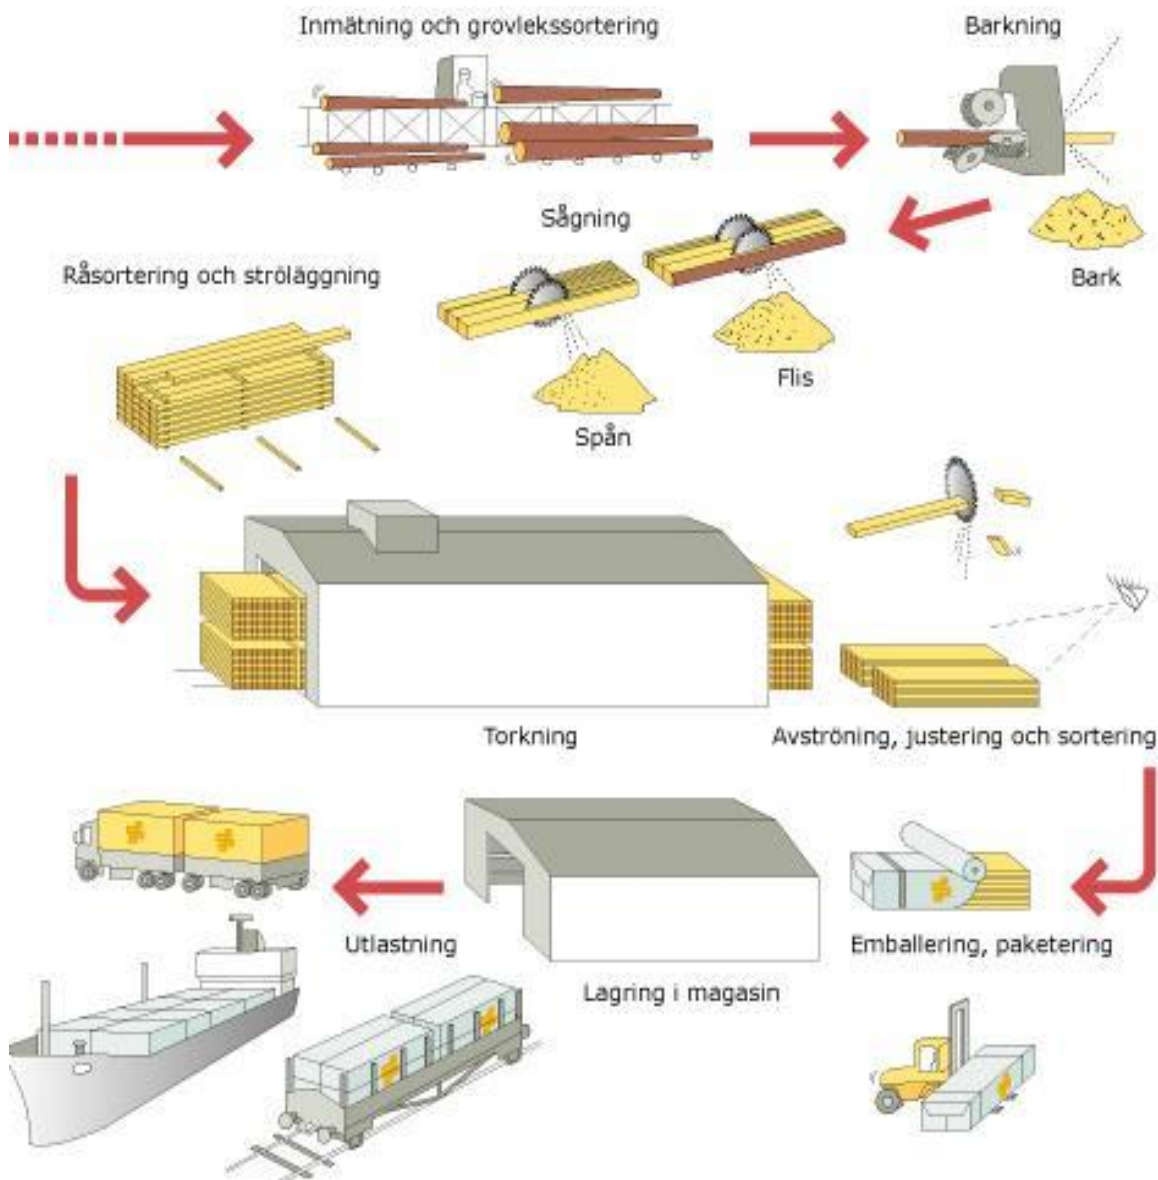 Inmätning och grovlekssortering
Barkning
Sågning
Bark
Råsortering och ströläggning
Flis
Spån
Torkning
Avströning, justering och sortering
Utlastning
Emballering, paketering
Lagring i magasin